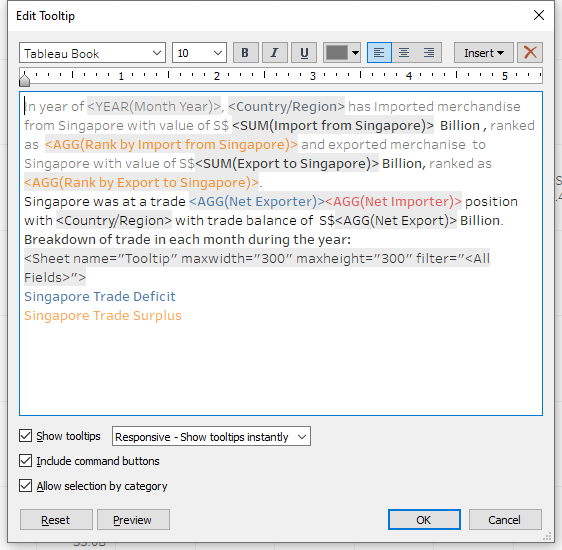 Edit Tooltip
Tableau Book 10 B I U Insert
1 2 3 4 5
In year of <YEAR(Month Year)>, <Country/Region> has Imported merchandise
from Singapore with value of S$ <SUM(Import from Singapore)> Billion , ranked
as <AGG(Rank by Import from Singapore)> and exported merchanise to
Singapore with value of S$<SUM(Export to Singapore)> Billion, ranked as
<AGG(Rank by Export to Singapore)>.
Singapore was at a trade <AGG(Net Exporter)><AGG(Net Importer)> position
with <Country/Region> with trade balance of S$<AGG(Net Export)> Billion.
Breakdown of trade in each month during the year:
<Sheet name="Tooltip" maxwidth="300" maxheight="300" filter="<All
Fields>">
Singapore Trade Deficit
Singapore Trade Surplus
Show tooltips Responsive - Show tooltips instantly
Include command buttons
Allow selection by category
Reset Preview OK Cancel